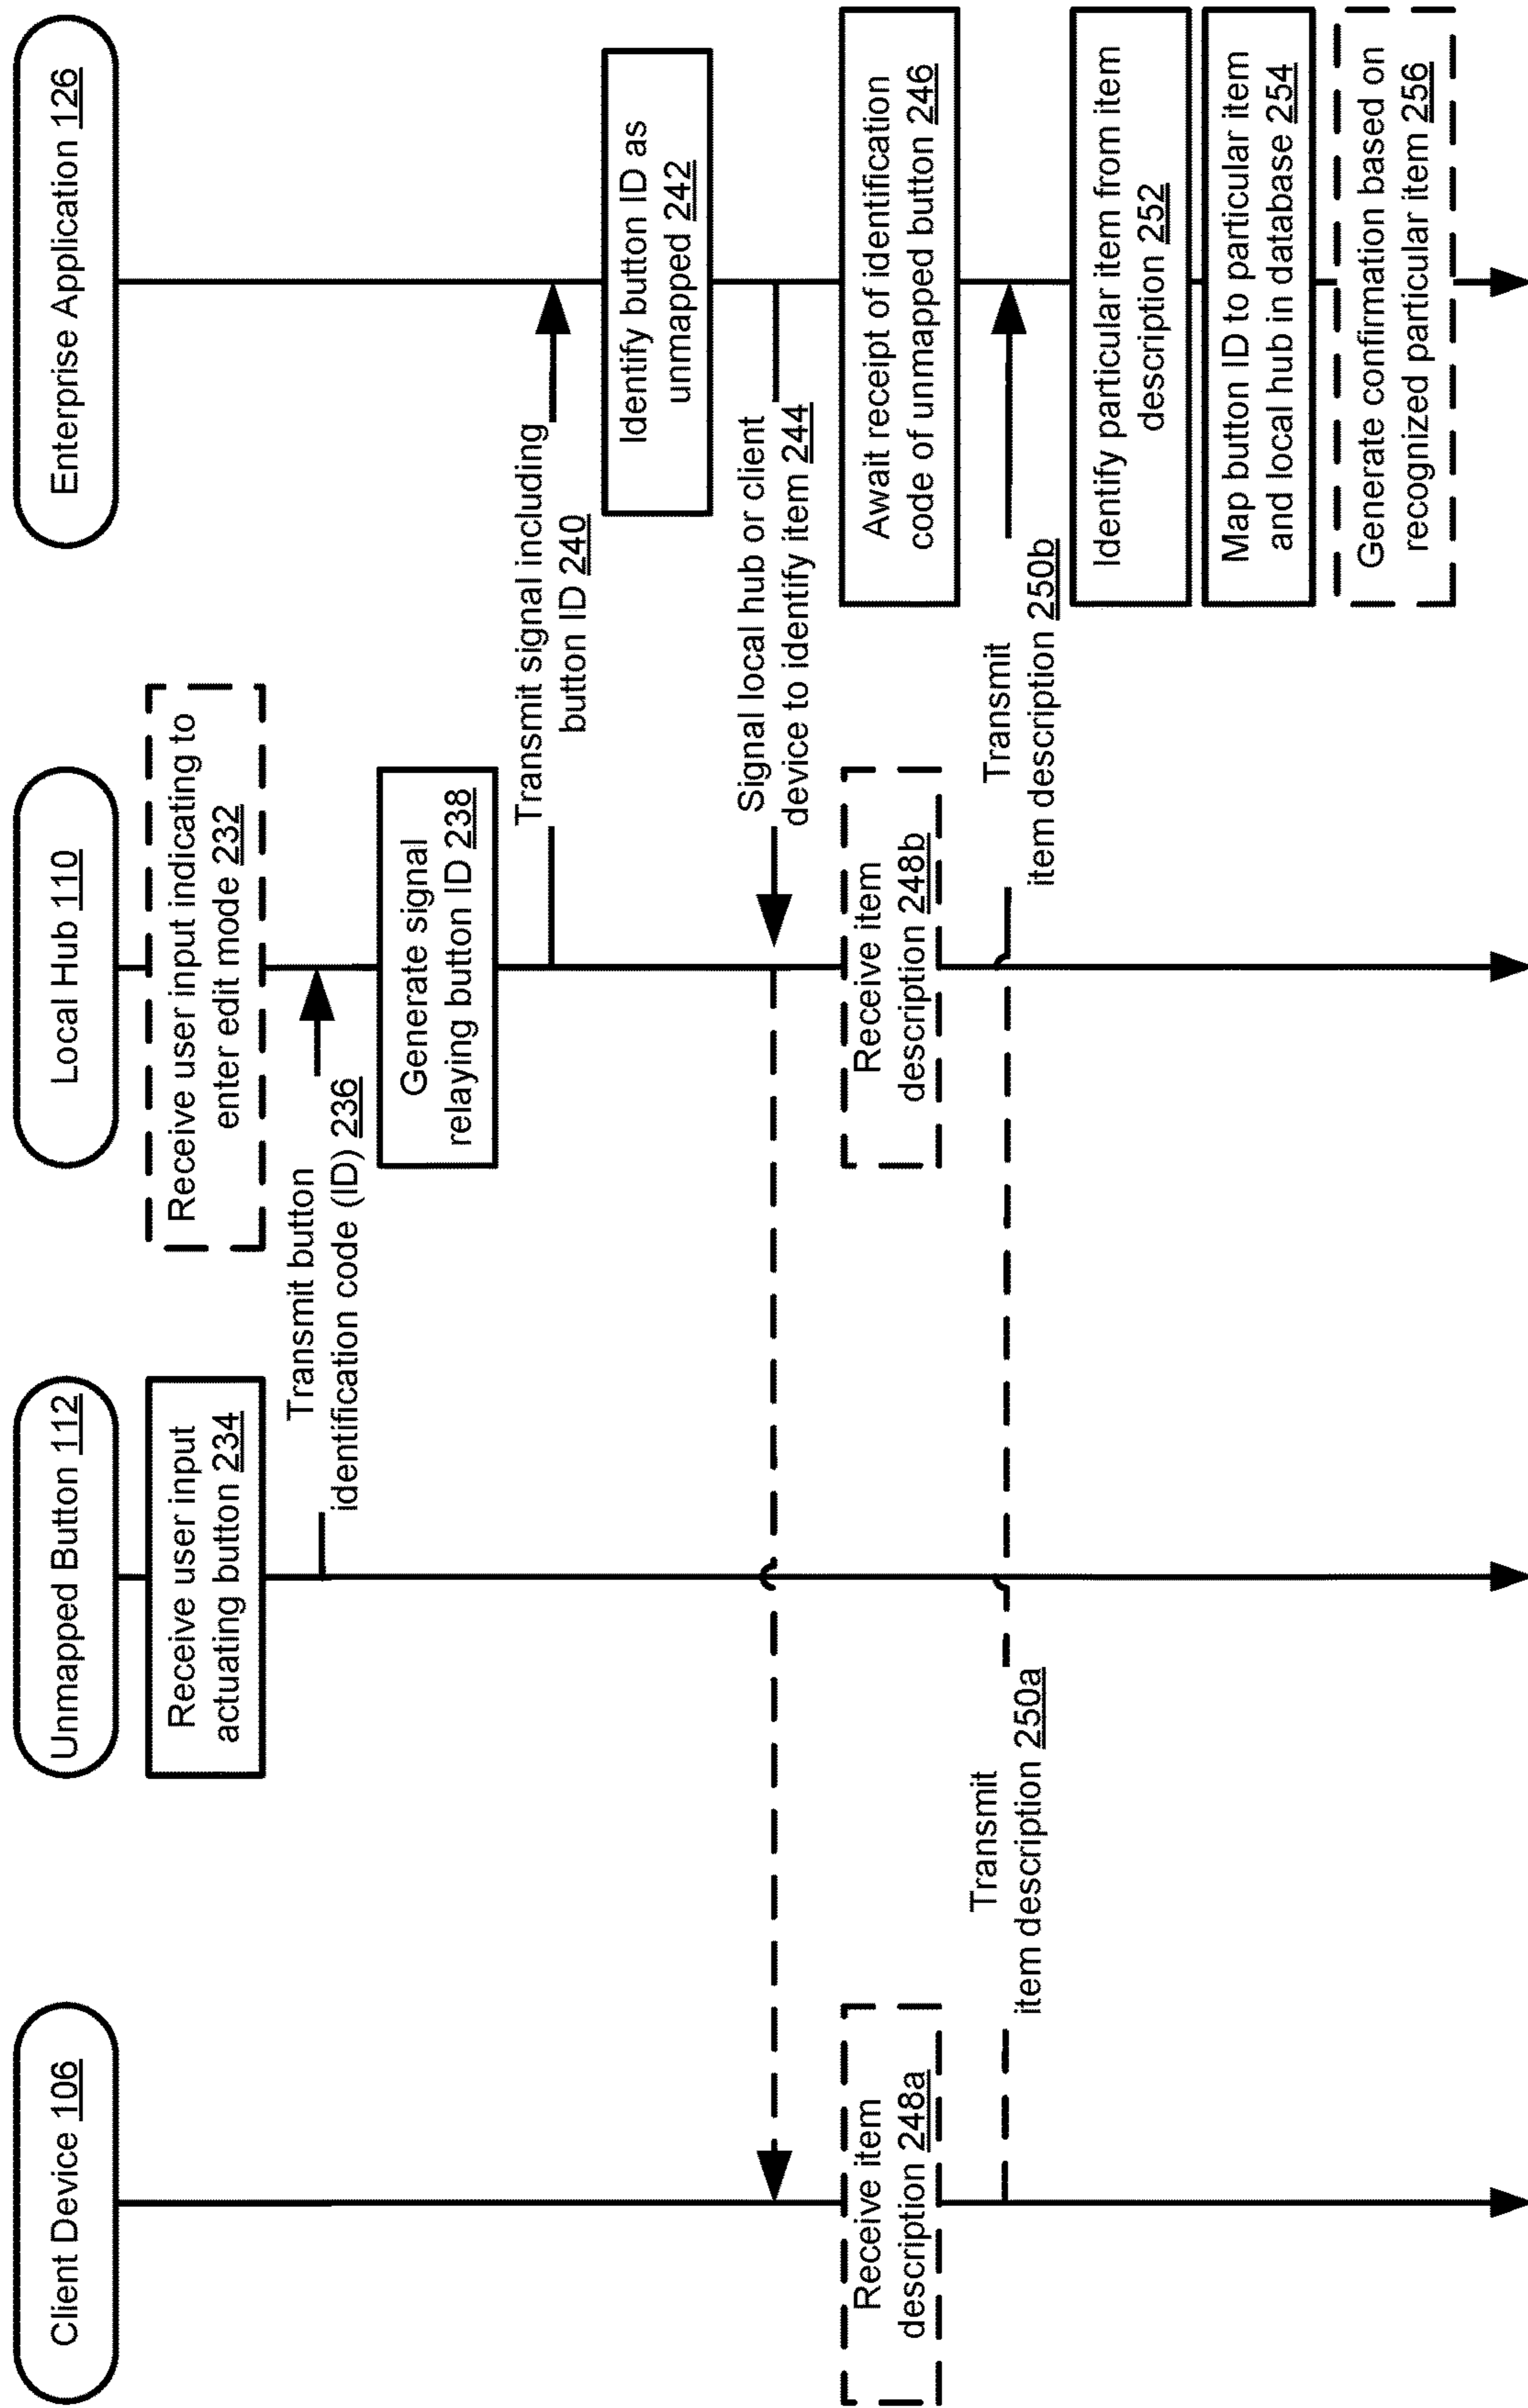 Client Device 106
Unmapped Button 112
Local Hub 110
Enterprise Application 126
Receive user input indicating to
enter edit mode 232
Receive user input
actuating button 234
Transmit button
identification code (ID) 236
Generate signal
relaying button ID 238
Transmit signal including
button ID 240
Identify button ID as
unmapped 242
Signal local hub or client
device to identify item 244
Await receipt of identification
code of unmapped button 246
Receive item
description 248a
Receive item
description 248b
Transmit
item description 250a
Transmit
item description 250b
Identify particular item from item
description 252
Map button ID to particular item
and local hub in database 254
Generate confirmation based on
recognized particular item 256